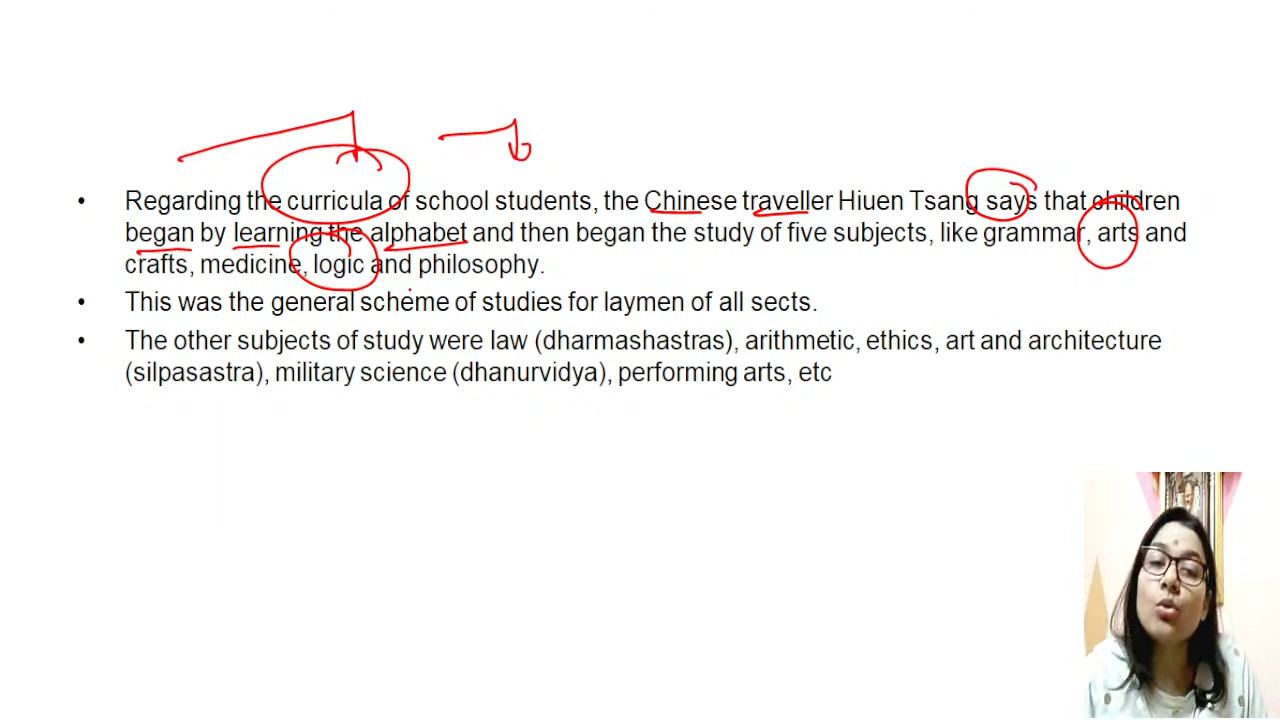 • Regarding the curricula of school students, the Chinese traveller Hiuen Tsang says that children
began by learning the alphabet and then began the study of five subjects, like grammar, arts and
crafts, medicine, logic and philosophy.
• This was the general scheme of studies for laymen of all sects.
• The other subjects of study were law (dharmashastras), arithmetic, ethics, art and architecture
(silpasastra), military science (dhanurvidya), performing arts, etc